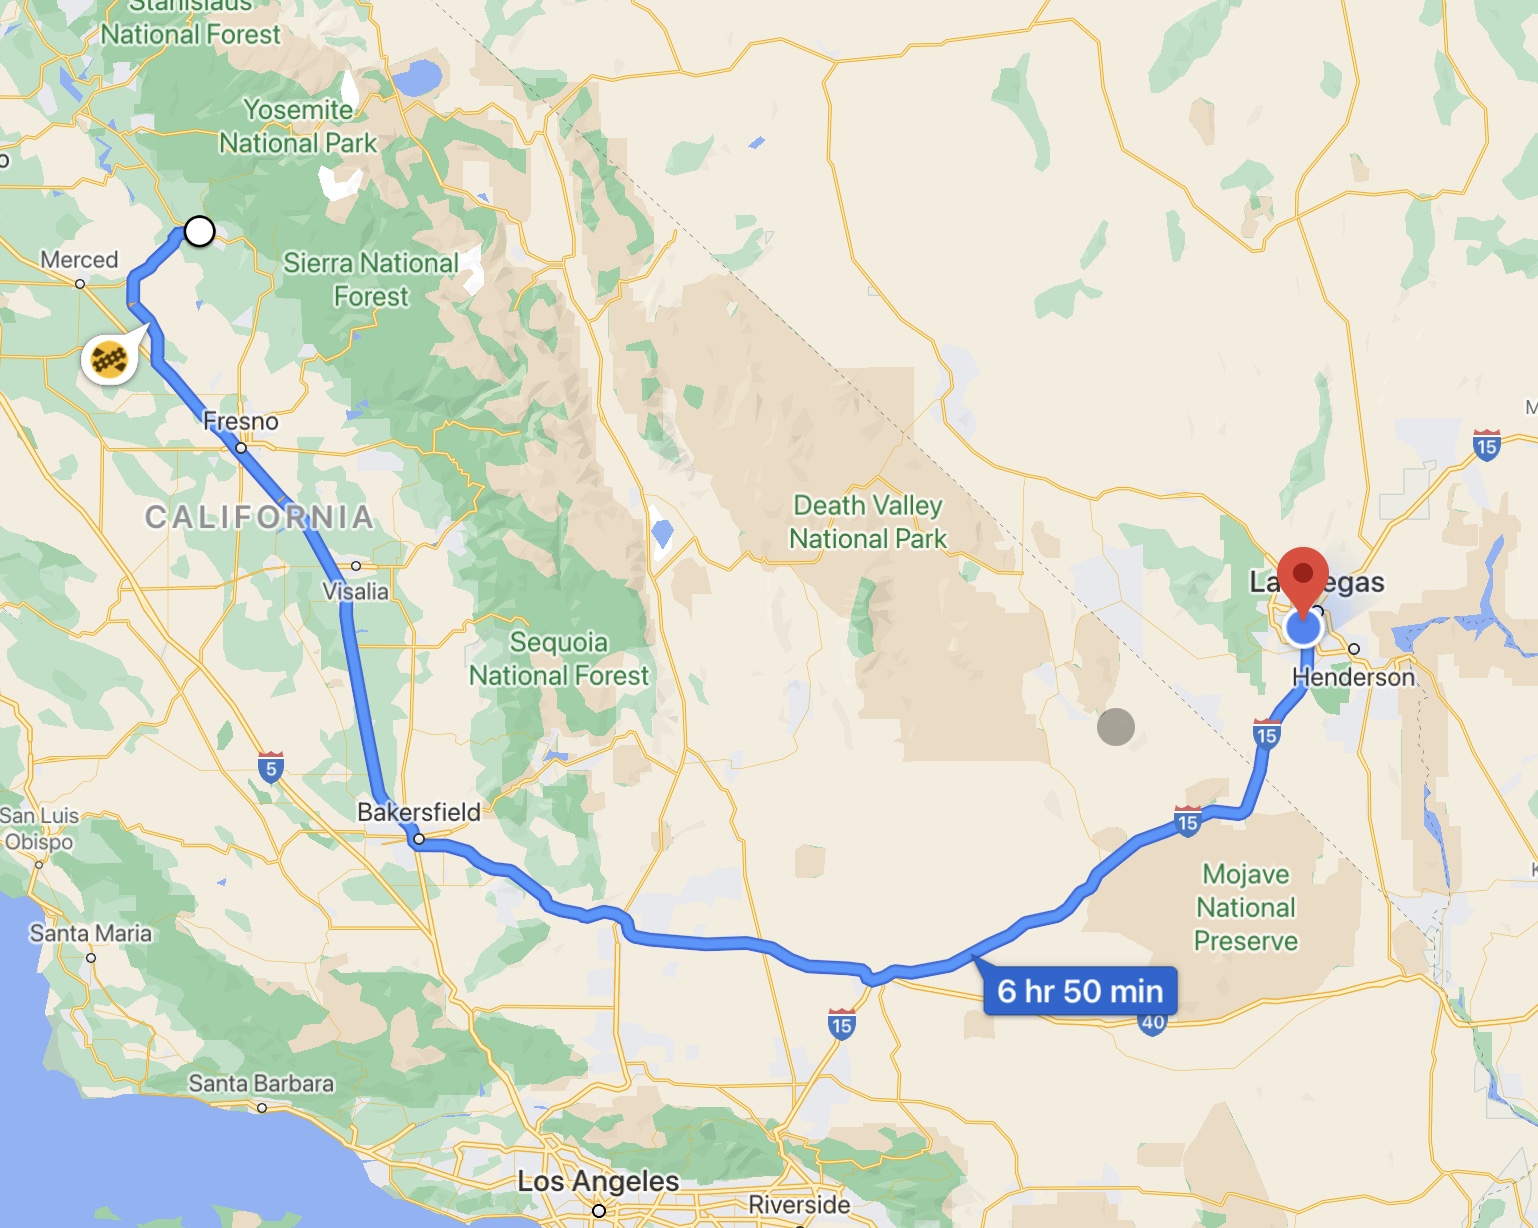 Stanislaus
National Forest
Yosemite
National Park
Merced
Sierra National
Forest
Fresno
15
CALIFORNIA
Death Valley
National Park
Visalia
Henderson
Sequoia
National Forest
15
5
Bakersfield
San Luis
Obispo
15
Mojave
National
Preserve
Santa Maria
6 hr 50 min
15
40
Santa Barbara
Los Angeles
Riverside